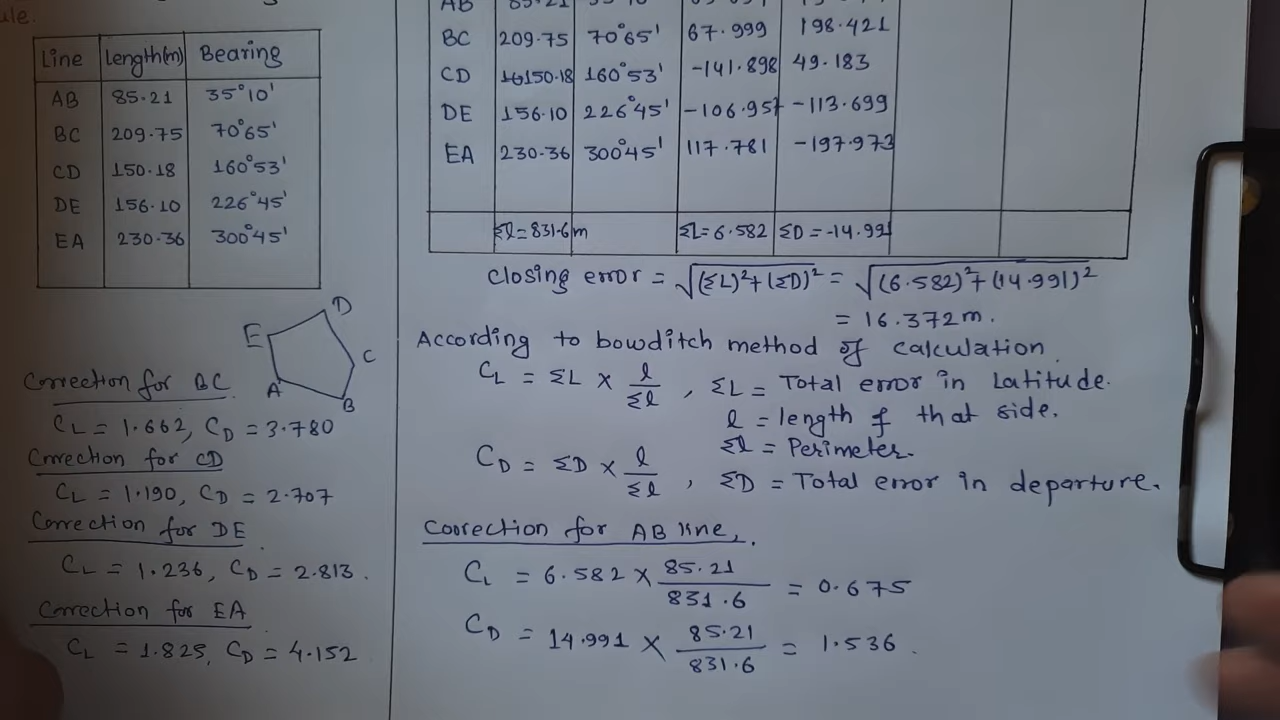 ule.
Line Length(m) Bearing
AB 85.21 35°10'
BC 209.75 70°65'
CD 150.18 160°53'
DE 156.10 226°45'
EA 230.36 300°45'
E D C A B
Correction for BC
CL = 1.662, CD = 3.780
Correction for CD
CL = 1.190, CD = 2.707
Correction for DE
CL = 1.236, CD = 2.813.
Correction for EA
CL = 1.825, CD = 4.152
AB 85.21
BC 209.75 70°65' 67.999 198.421
CD 150.18 160°53' -141.898 49.183
DE 156.10 226°45' -106.957 -113.699
EA 230.36 300°45' 117.781 -197.973
Σl = 831.6m ΣL = 6.582 ΣD = -14.991
Closing error = √(ΣL)²+(ΣD)² = √(6.582)²+(14.991)²
= 16.372m.
According to bowditch method of calculation.
CL = ΣL × l/Σl , ΣL = Total error in Latitude.
l = length of that side.
Σl = Perimeter.
CD = ΣD × l/Σl , ΣD = Total error in departure.
Correction for AB line,.
CL = 6.582 × 85.21/831.6 = 0.675
CD = 14.991 × 85.21/831.6 = 1.536.